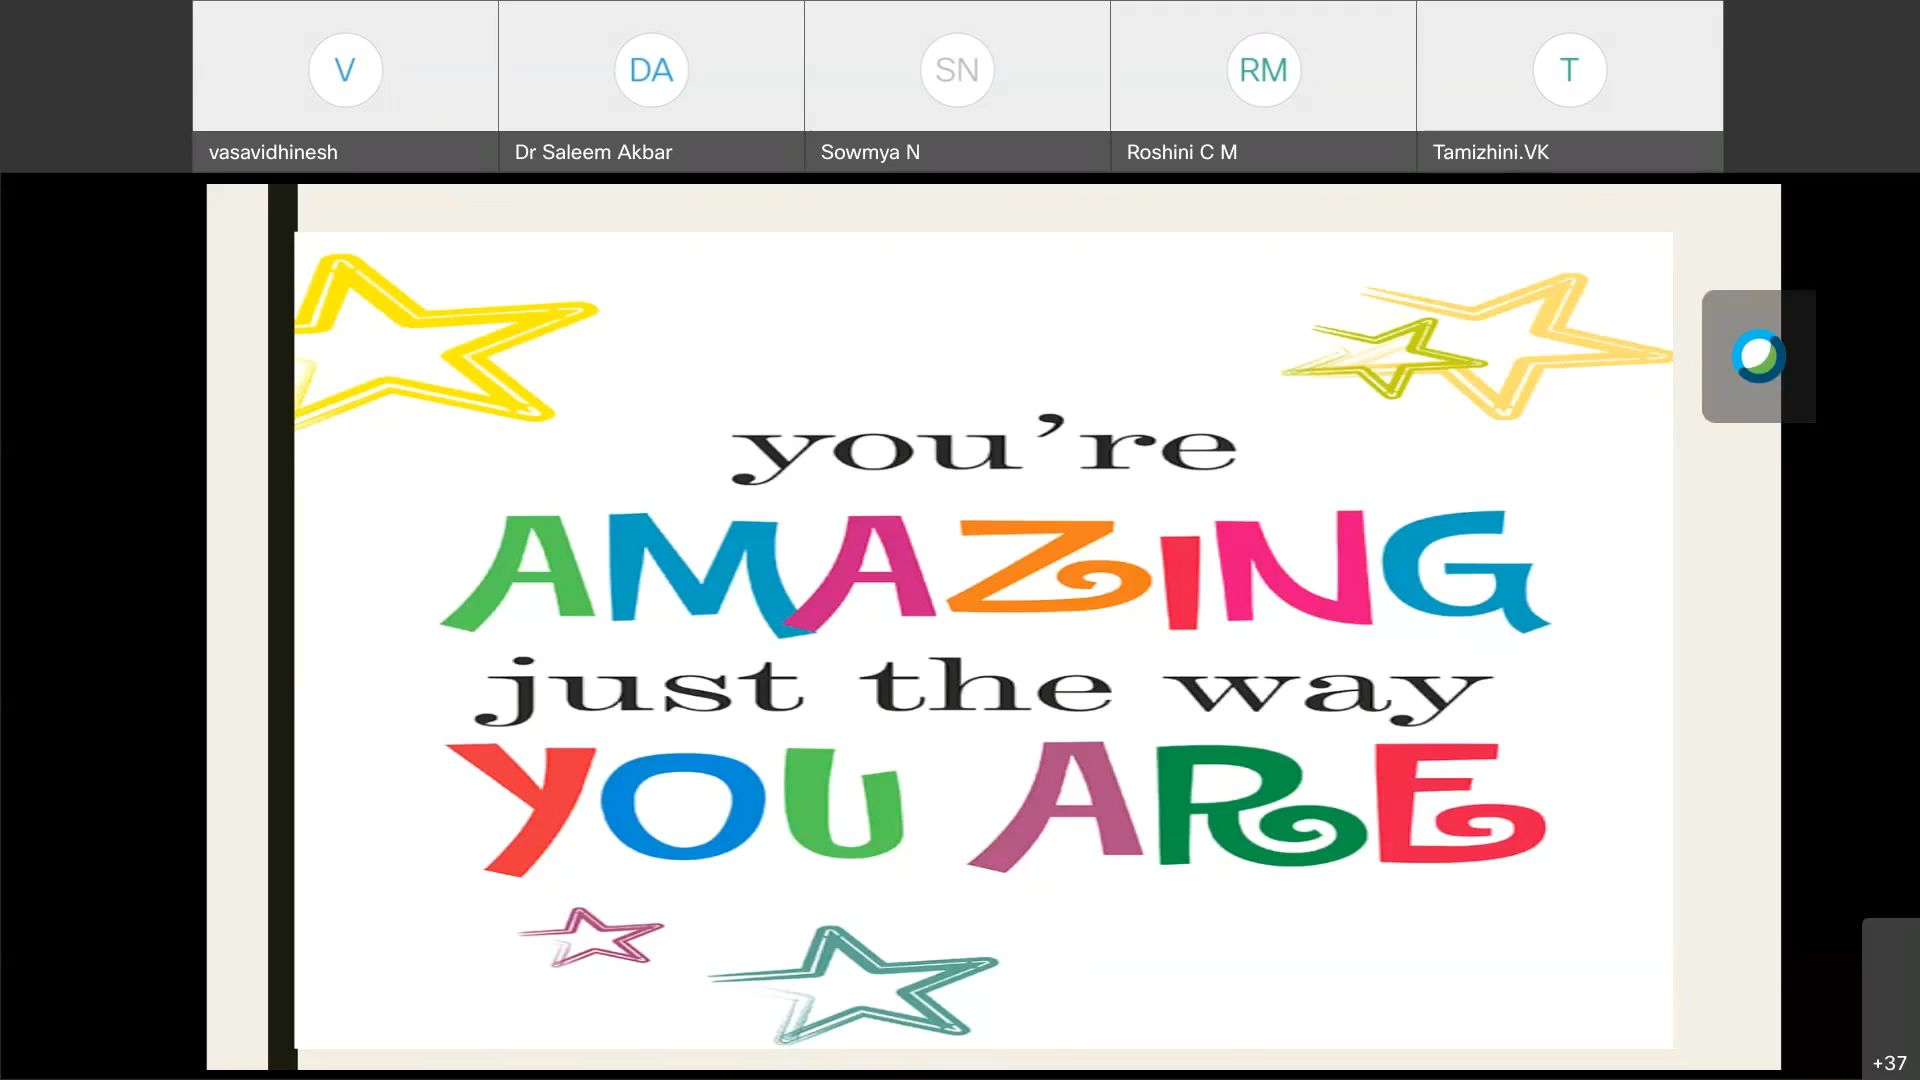 V
DA
SN
RM
T
vasavidhinesh
Dr Saleem Akbar
Sowmya N
Roshini C M
Tamizhini.VK
you’re
AMAZING
just the way
YOU ARE
+37